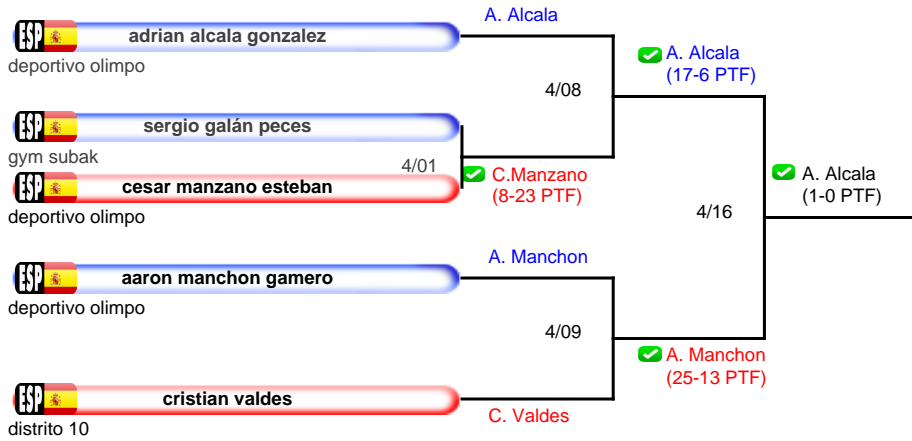 A. Alcala
ESP
adrian alcala gonzalez
deportivo olimpo
A. Alcala
(17-6 PTF)
4/08
ESP
sergio galán peces
gym subak
4/01
C.Manzano
(8-23 PTF)
ESP
cesar manzano esteban
deportivo olimpo
A. Alcala
(1-0 PTF)
4/16
A. Manchon
ESP
aaron manchon gamero
deportivo olimpo
4/09
A. Manchon
(25-13 PTF)
ESP
cristian valdes
C. Valdes
distrito 10